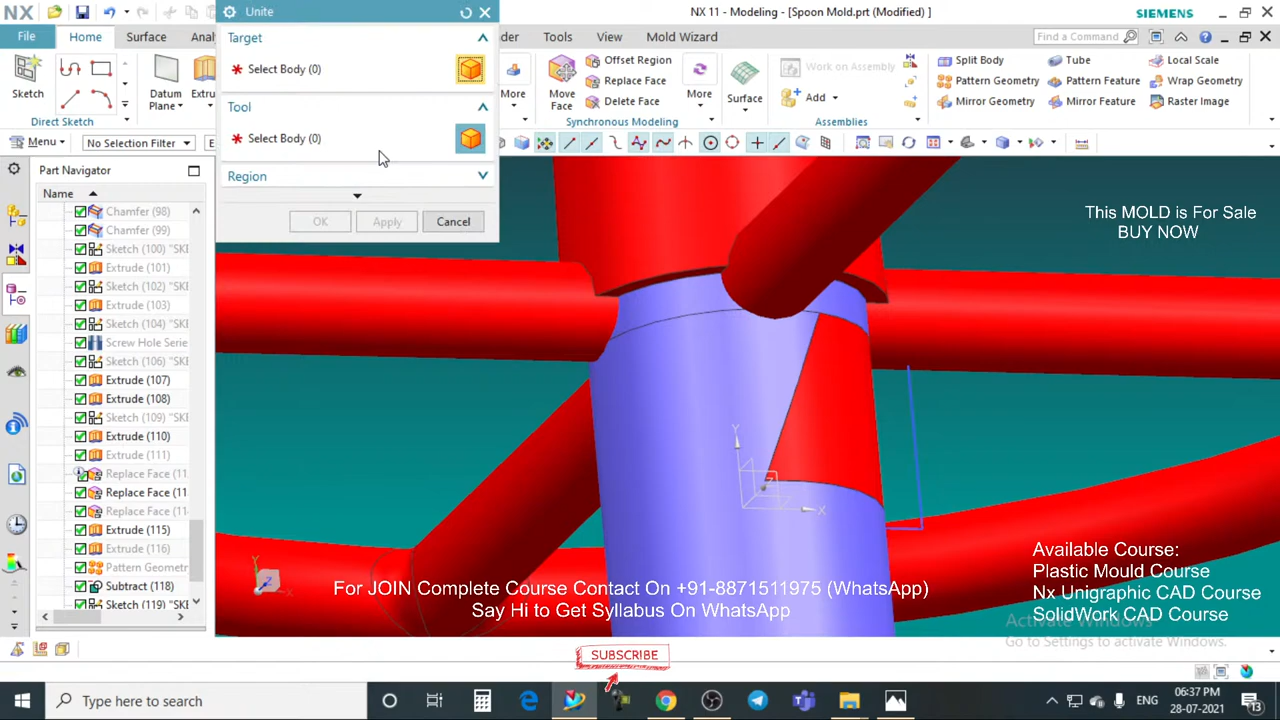 NX
Unite
NX 11 - Modeling - [Spoon Mold.prt (Modified) ]
SIEMENS
File
Home
Surface
Tools
View
Mold Wizard
Find a Command
Target
* Select Body (0)
Tool
* Select Body (0)
Region
OK
Apply
Cancel
Sketch
Direct Sketch
Datum
Plane
More
Move
Face
Offset Region
Replace Face
Delete Face
More
Synchronous Modeling
Surface
Work on Assembly
Add
Assemblies
Split Body
Pattern Geometry
Mirror Geometry
Tube
Pattern Feature
Mirror Feature
Local Scale
Wrap Geometry
Raster Image
Menu
No Selection Filter
Part Navigator
Name
Chamfer (98)
Chamfer (99)
Sketch (100) "SKE
Extrude (101)
Sketch (102) "SKE
Extrude (103)
Sketch (104) "SKE
Screw Hole Serie
Sketch (106) "SKE
Extrude (107)
Extrude (108)
Sketch (109) "SKE
Extrude (110)
Extrude (111)
Replace Face (11
Replace Face (11
Replace Face (11
Extrude (115)
Extrude (116)
Pattern Geometr
Subtract (118)
Sketch (119) "SKE
This MOLD is For Sale
BUY NOW
Y
X
Z
For JOIN Complete Course Contact On +91-8871511975 (WhatsApp)
Say Hi to Get Syllabus On WhatsApp
Available Course:
Plastic Mould Course
Nx Unigraphic CAD Course
SolidWork CAD Course
Activate Windows
Go to Settings to activate Windows.
SUBSCRIBE
Type here to search
ENG
06:37 PM
28-07-2021
13